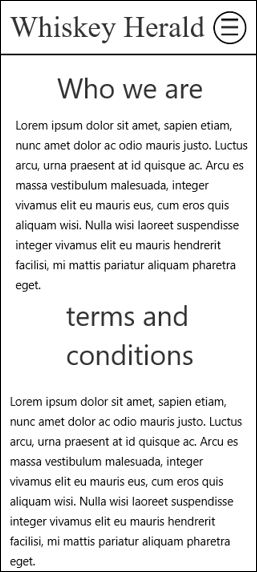 Whiskey Herald
Who we are
Lorem ipsum dolor sit amet, sapien etiam,
nunc amet dolor ac odio mauris justo. Luctus
arcu, urna praesent at id quisque ac. Arcu es
massa vestibulum malesuada, integer
vivamus elit eu mauris eus, cum eros quis
aliquam wisi. Nulla wisi laoreet suspendisse
integer vivamus elit eu mauris hendrerit
facilisi, mi mattis pariatur aliquam pharetra
eget.
terms and
conditions
Lorem ipsum dolor sit amet, sapien etiam,
nunc amet dolor ac odio mauris justo. Luctus
arcu, urna praesent at id quisque ac. Arcu es
massa vestibulum malesuada, integer
vivamus elit eu mauris eus, cum eros quis
aliquam wisi. Nulla wisi laoreet suspendisse
integer vivamus elit eu mauris hendrerit
facilisi, mi mattis pariatur aliquam pharetra
eget.